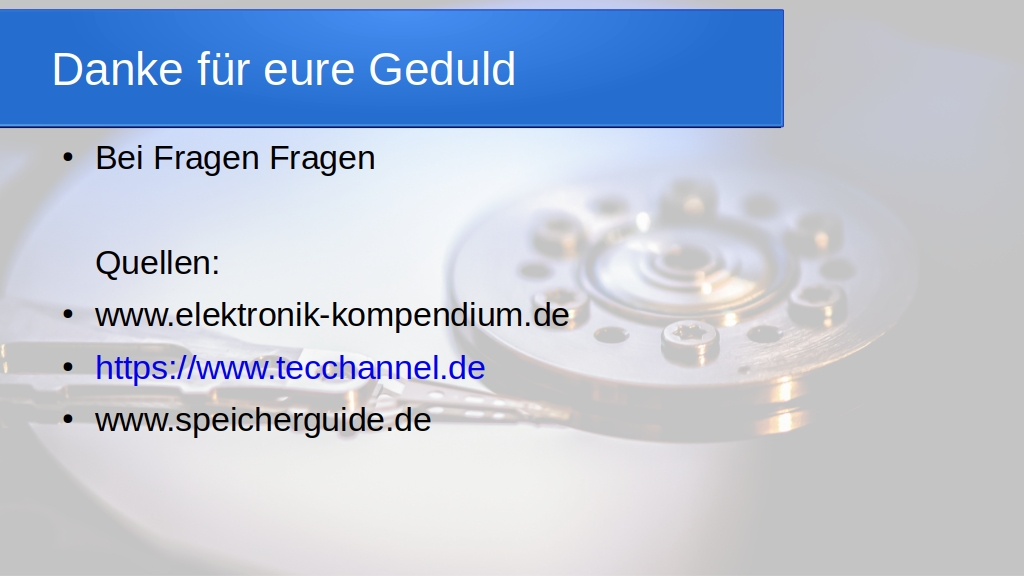 Danke für eure Geduld
• Bei Fragen Fragen
Quellen:
• www.elektronik-kompendium.de
• https://www.tecchannel.de
• www.speicherguide.de